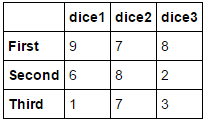 dice1 dice2 dice3
First 9 7 8
Second 6 8 2
Third 1 7 3